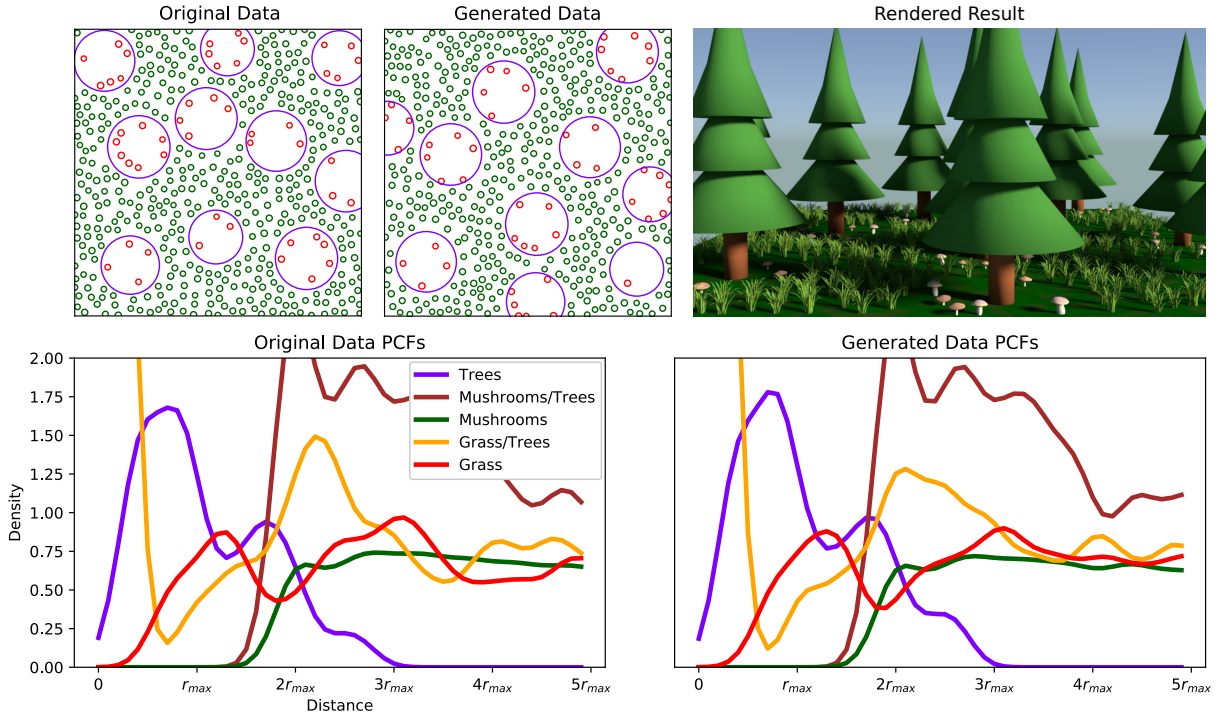 Original Data
Generated Data
Rendered Result
Original Data PCFs
Generated Data PCFs
2.00
1.75
1.50
1.25
1.00
0.75
0.50
0.25
0.00
Density
Trees
Mushrooms/Trees
Mushrooms
Grass/Trees
Grass
0 r_max 2r_max 3r_max 4r_max 5r_max
Distance
0 r_max 2r_max 3r_max 4r_max 5r_max